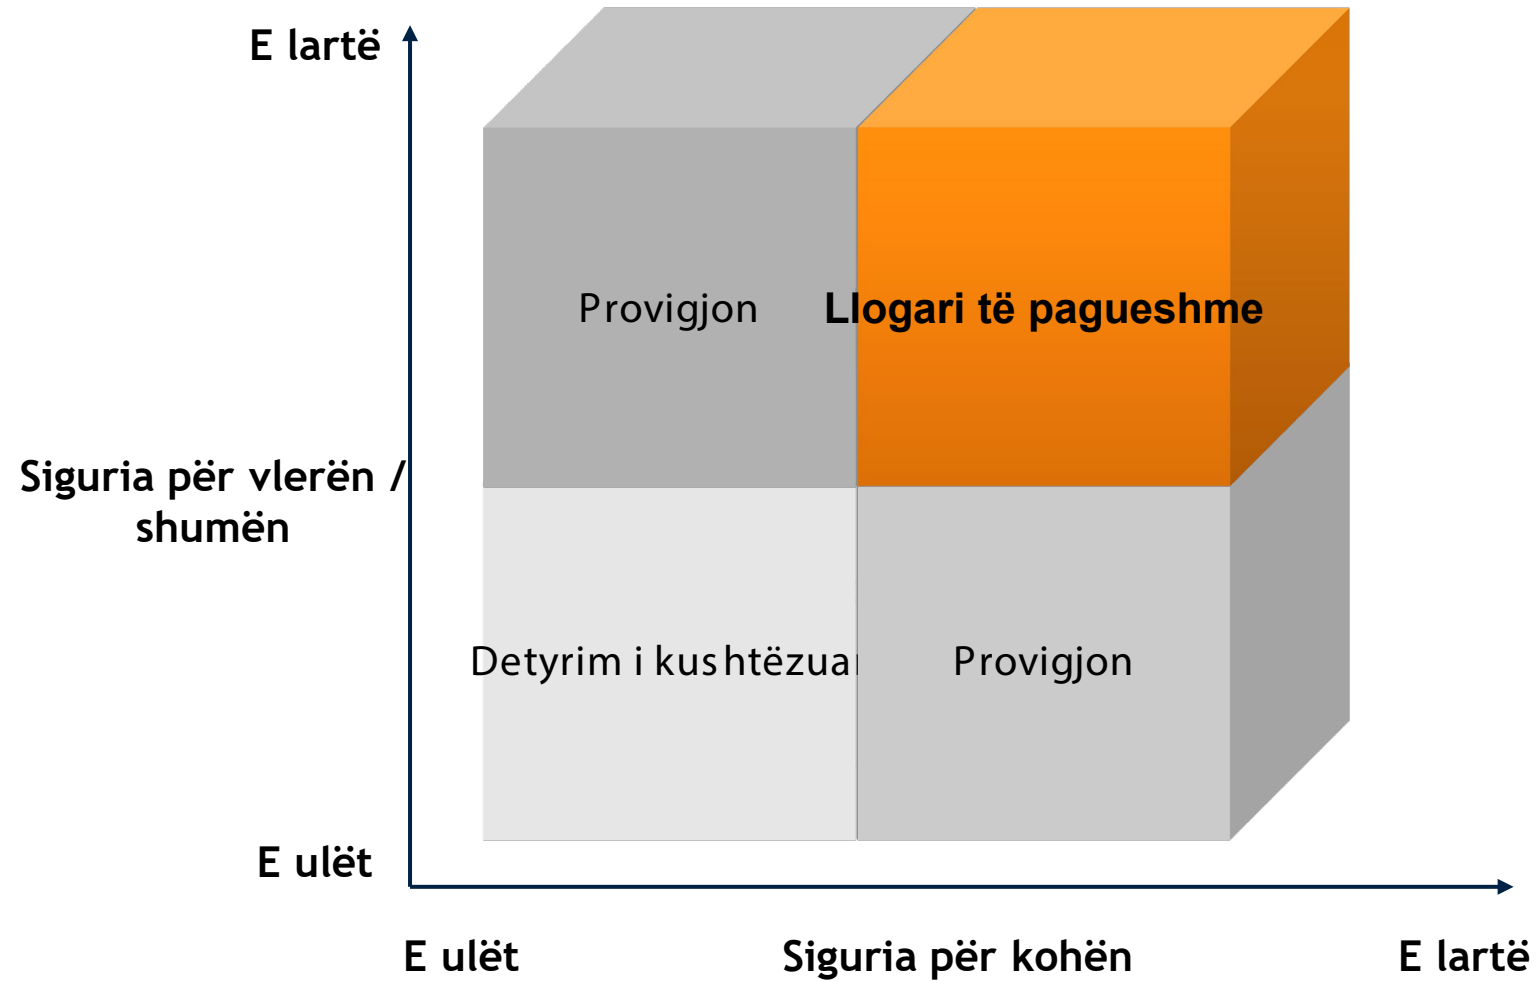 E lartë
Provigjon
Llogari të pagueshme
Siguria për vlerën /
shumën
Detyrim i kushtëzuar
Provigjon
E ulët
E ulët
Siguria për kohën
E lartë